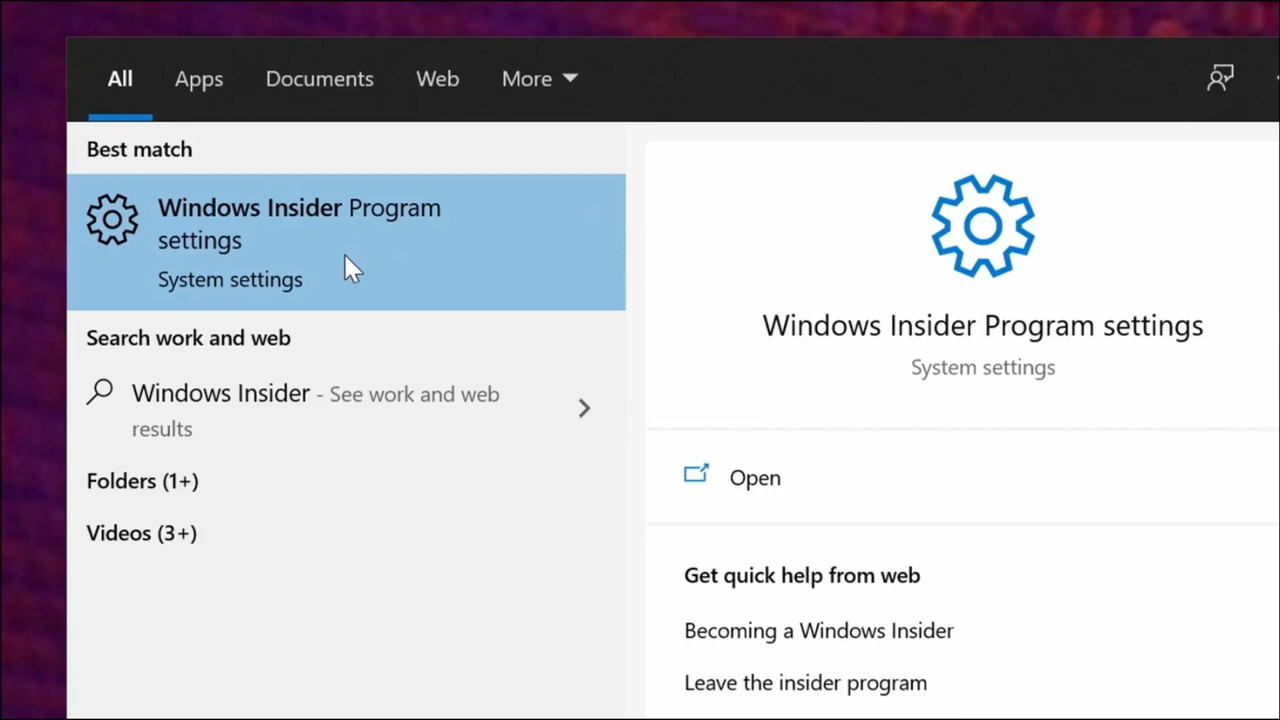 All
Apps
Documents
Web
More
Best match
Windows Insider Program
settings
System settings
Search work and web
Windows Insider - See work and web
results
Folders (1+)
Videos (3+)
Windows Insider Program settings
System settings
Open
Get quick help from web
Becoming a Windows Insider
Leave the insider program